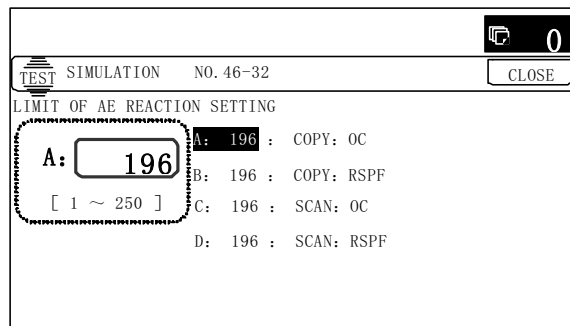 0
TEST SIMULATION NO.46-32 CLOSE
LIMIT OF AE REACTION SETTING
A: 196
[ 1 ～ 250 ]
A: 196 : COPY: OC
B: 196 : COPY: RSPF
C: 196 : SCAN: OC
D: 196 : SCAN: RSPF